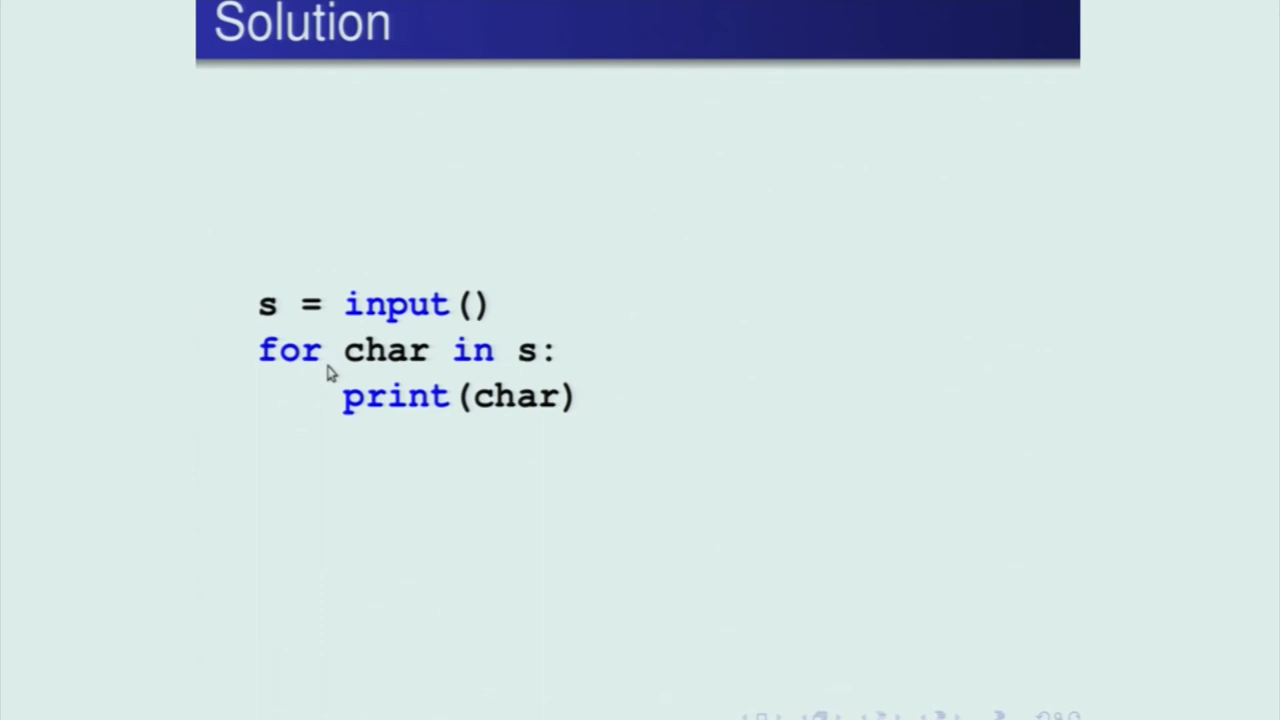 Solution
s = input()
for char in s:
    print(char)